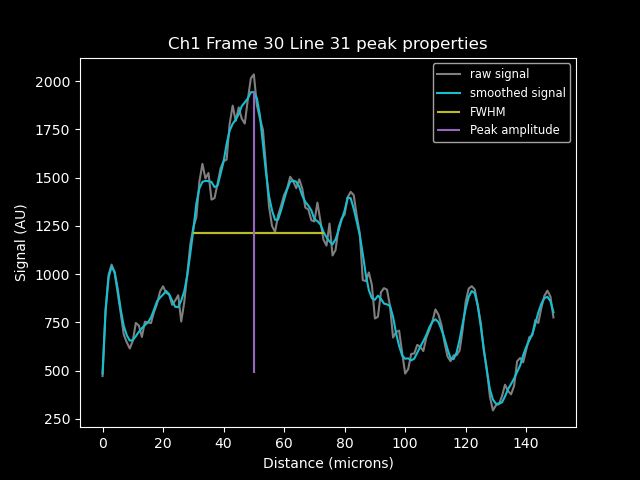 Ch1 Frame 30 Line 31 peak properties
raw signal
smoothed signal
FWHM
Peak amplitude
Signal (AU)
2000
1750
1500
1250
1000
750
500
250
0 20 40 60 80 100 120 140
Distance (microns)